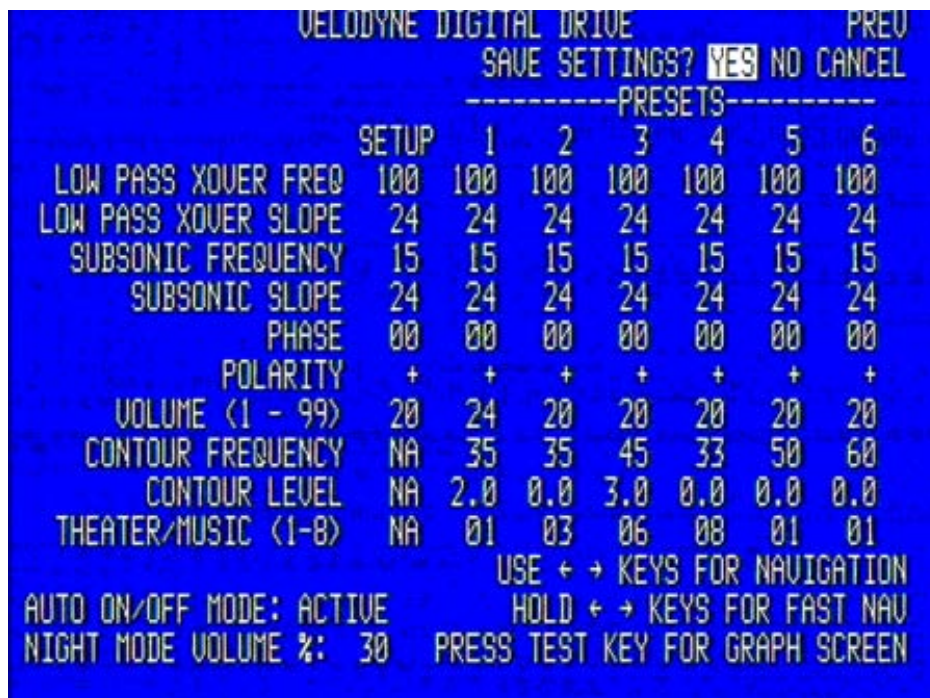 VELODYNE DIGITAL DRIVE PREV
SAVE SETTINGS? YES NO CANCEL
----------PRESETS----------
SETUP 1 2 3 4 5 6
LOW PASS XOVER FREQ 100 100 100 100 100 100 100
LOW PASS XOVER SLOPE 24 24 24 24 24 24 24
SUBSONIC FREQUENCY 15 15 15 15 15 15 15
SUBSONIC SLOPE 24 24 24 24 24 24 24
PHASE 00 00 00 00 00 00 00
POLARITY + + + + + + +
VOLUME (1 - 99) 20 24 20 20 20 20 20
CONTOUR FREQUENCY NA 35 35 45 33 50 60
CONTOUR LEVEL NA 2.0 0.0 3.0 0.0 0.0 0.0
THEATER/MUSIC (1-8) NA 01 03 06 08 01 01
USE ← → KEYS FOR NAVIGATION
AUTO ON/OFF MODE: ACTIVE HOLD ← → KEYS FOR FAST NAV
NIGHT MODE VOLUME %: 30 PRESS TEST KEY FOR GRAPH SCREEN